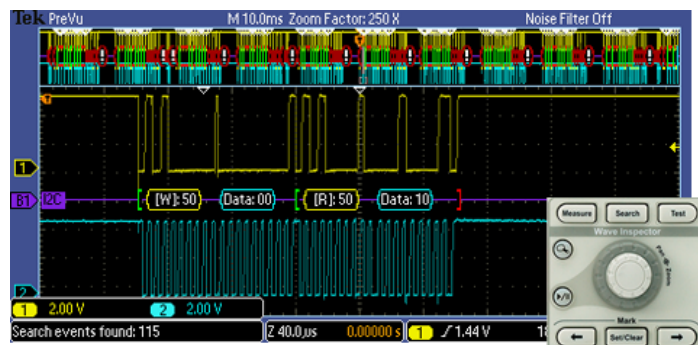 Tek PreVu M 10.0ms Zoom Factor: 250 X Noise Filter Off
1
B1 I2C [W]: 50 Data: 00 [R]: 50 Data: 10
2
1 2.00 V 2 2.00 V
Search events found: 115 Z 40.0µs 0.00000 s 1 1.44 V
Measure Search Test
Wave Inspector
Pan Zoom
Mark
← Set/Clear →